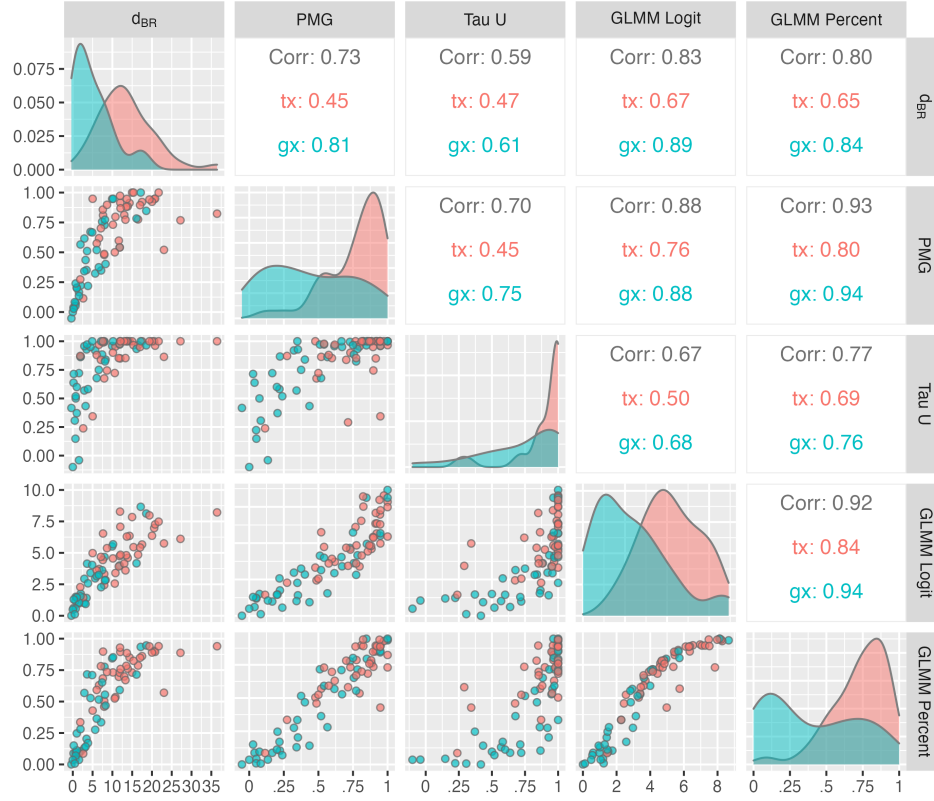 d_BR PMG Tau U GLMM Logit GLMM Percent
0.075
0.050
0.025
0.000
Corr: 0.73
tx: 0.45
gx: 0.81
Corr: 0.59
tx: 0.47
gx: 0.61
Corr: 0.83
tx: 0.67
gx: 0.89
Corr: 0.80
tx: 0.65
gx: 0.84
d_BR
1.00
0.75
0.50
0.25
0.00
Corr: 0.70
tx: 0.45
gx: 0.75
Corr: 0.88
tx: 0.76
gx: 0.88
Corr: 0.93
tx: 0.80
gx: 0.94
PMG
1.00
0.75
0.50
0.25
0.00
Corr: 0.67
tx: 0.50
gx: 0.68
Corr: 0.77
tx: 0.69
gx: 0.76
Tau U
10.0
7.5
5.0
2.5
0.0
Corr: 0.92
tx: 0.84
gx: 0.94
GLMM Logit
1.00
0.75
0.50
0.25
0.00
GLMM Percent
0 5 10 15 20 25 30 35
0 .25 .5 .75 1
0 .25 .5 .75 1
0 2 4 6 8
0 .25 .5 .75 1